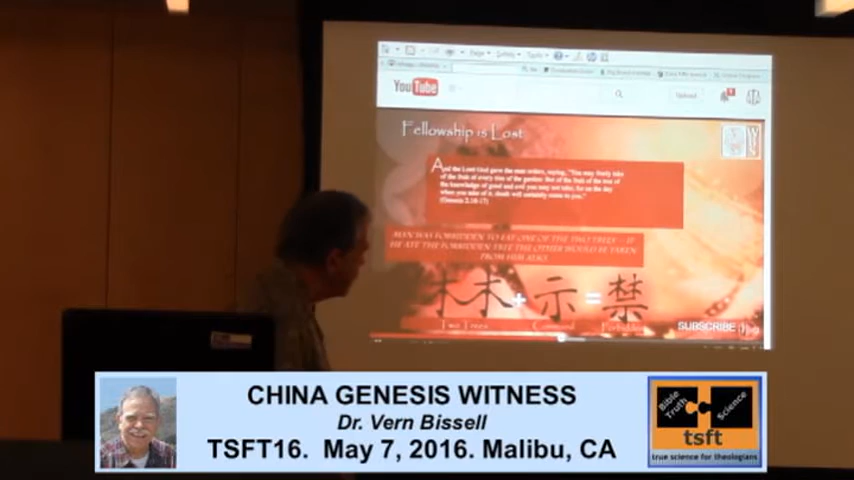 YouTube
Upload
Fellowship is Lost
And the Lord God gave the man orders, saying, "You may freely take
of the fruit of every tree of the garden: But of the fruit of the tree of
the knowledge of good and evil you may not take; for on the day
when you take of it, death will certainly come to you."
(Genesis 2.16-17)
MAN WAS FORBIDDEN TO EAT ONE OF THE TWO TREES – IF
HE ATE THE FORBIDDEN TREE THE OTHER WOULD BE TAKEN
FROM HIM ALSO.
木木 + 示 = 禁
Two Trees Command Forbidden
SUBSCRIBE
CHINA GENESIS WITNESS
Dr. Vern Bissell
TSFT16. May 7, 2016. Malibu, CA
Bible
Truth
Science
tsft
true science for theologians